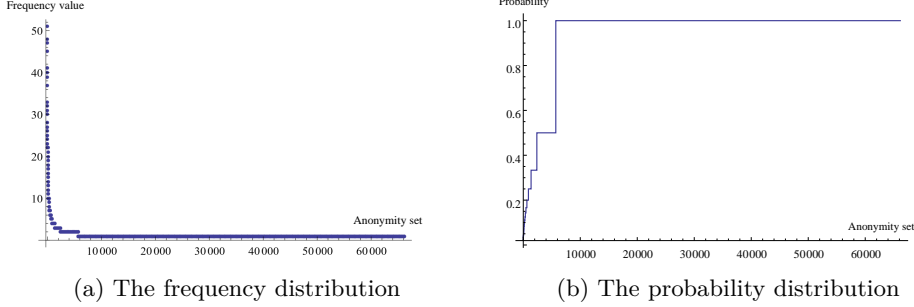 Frequency value
50
40
30
20
10
Anonymity set
10000 20000 30000 40000 50000 60000
(a) The frequency distribution
Probability
1.0
0.8
0.6
0.4
0.2
Anonymity set
10000 20000 30000 40000 50000 60000
(b) The probability distribution